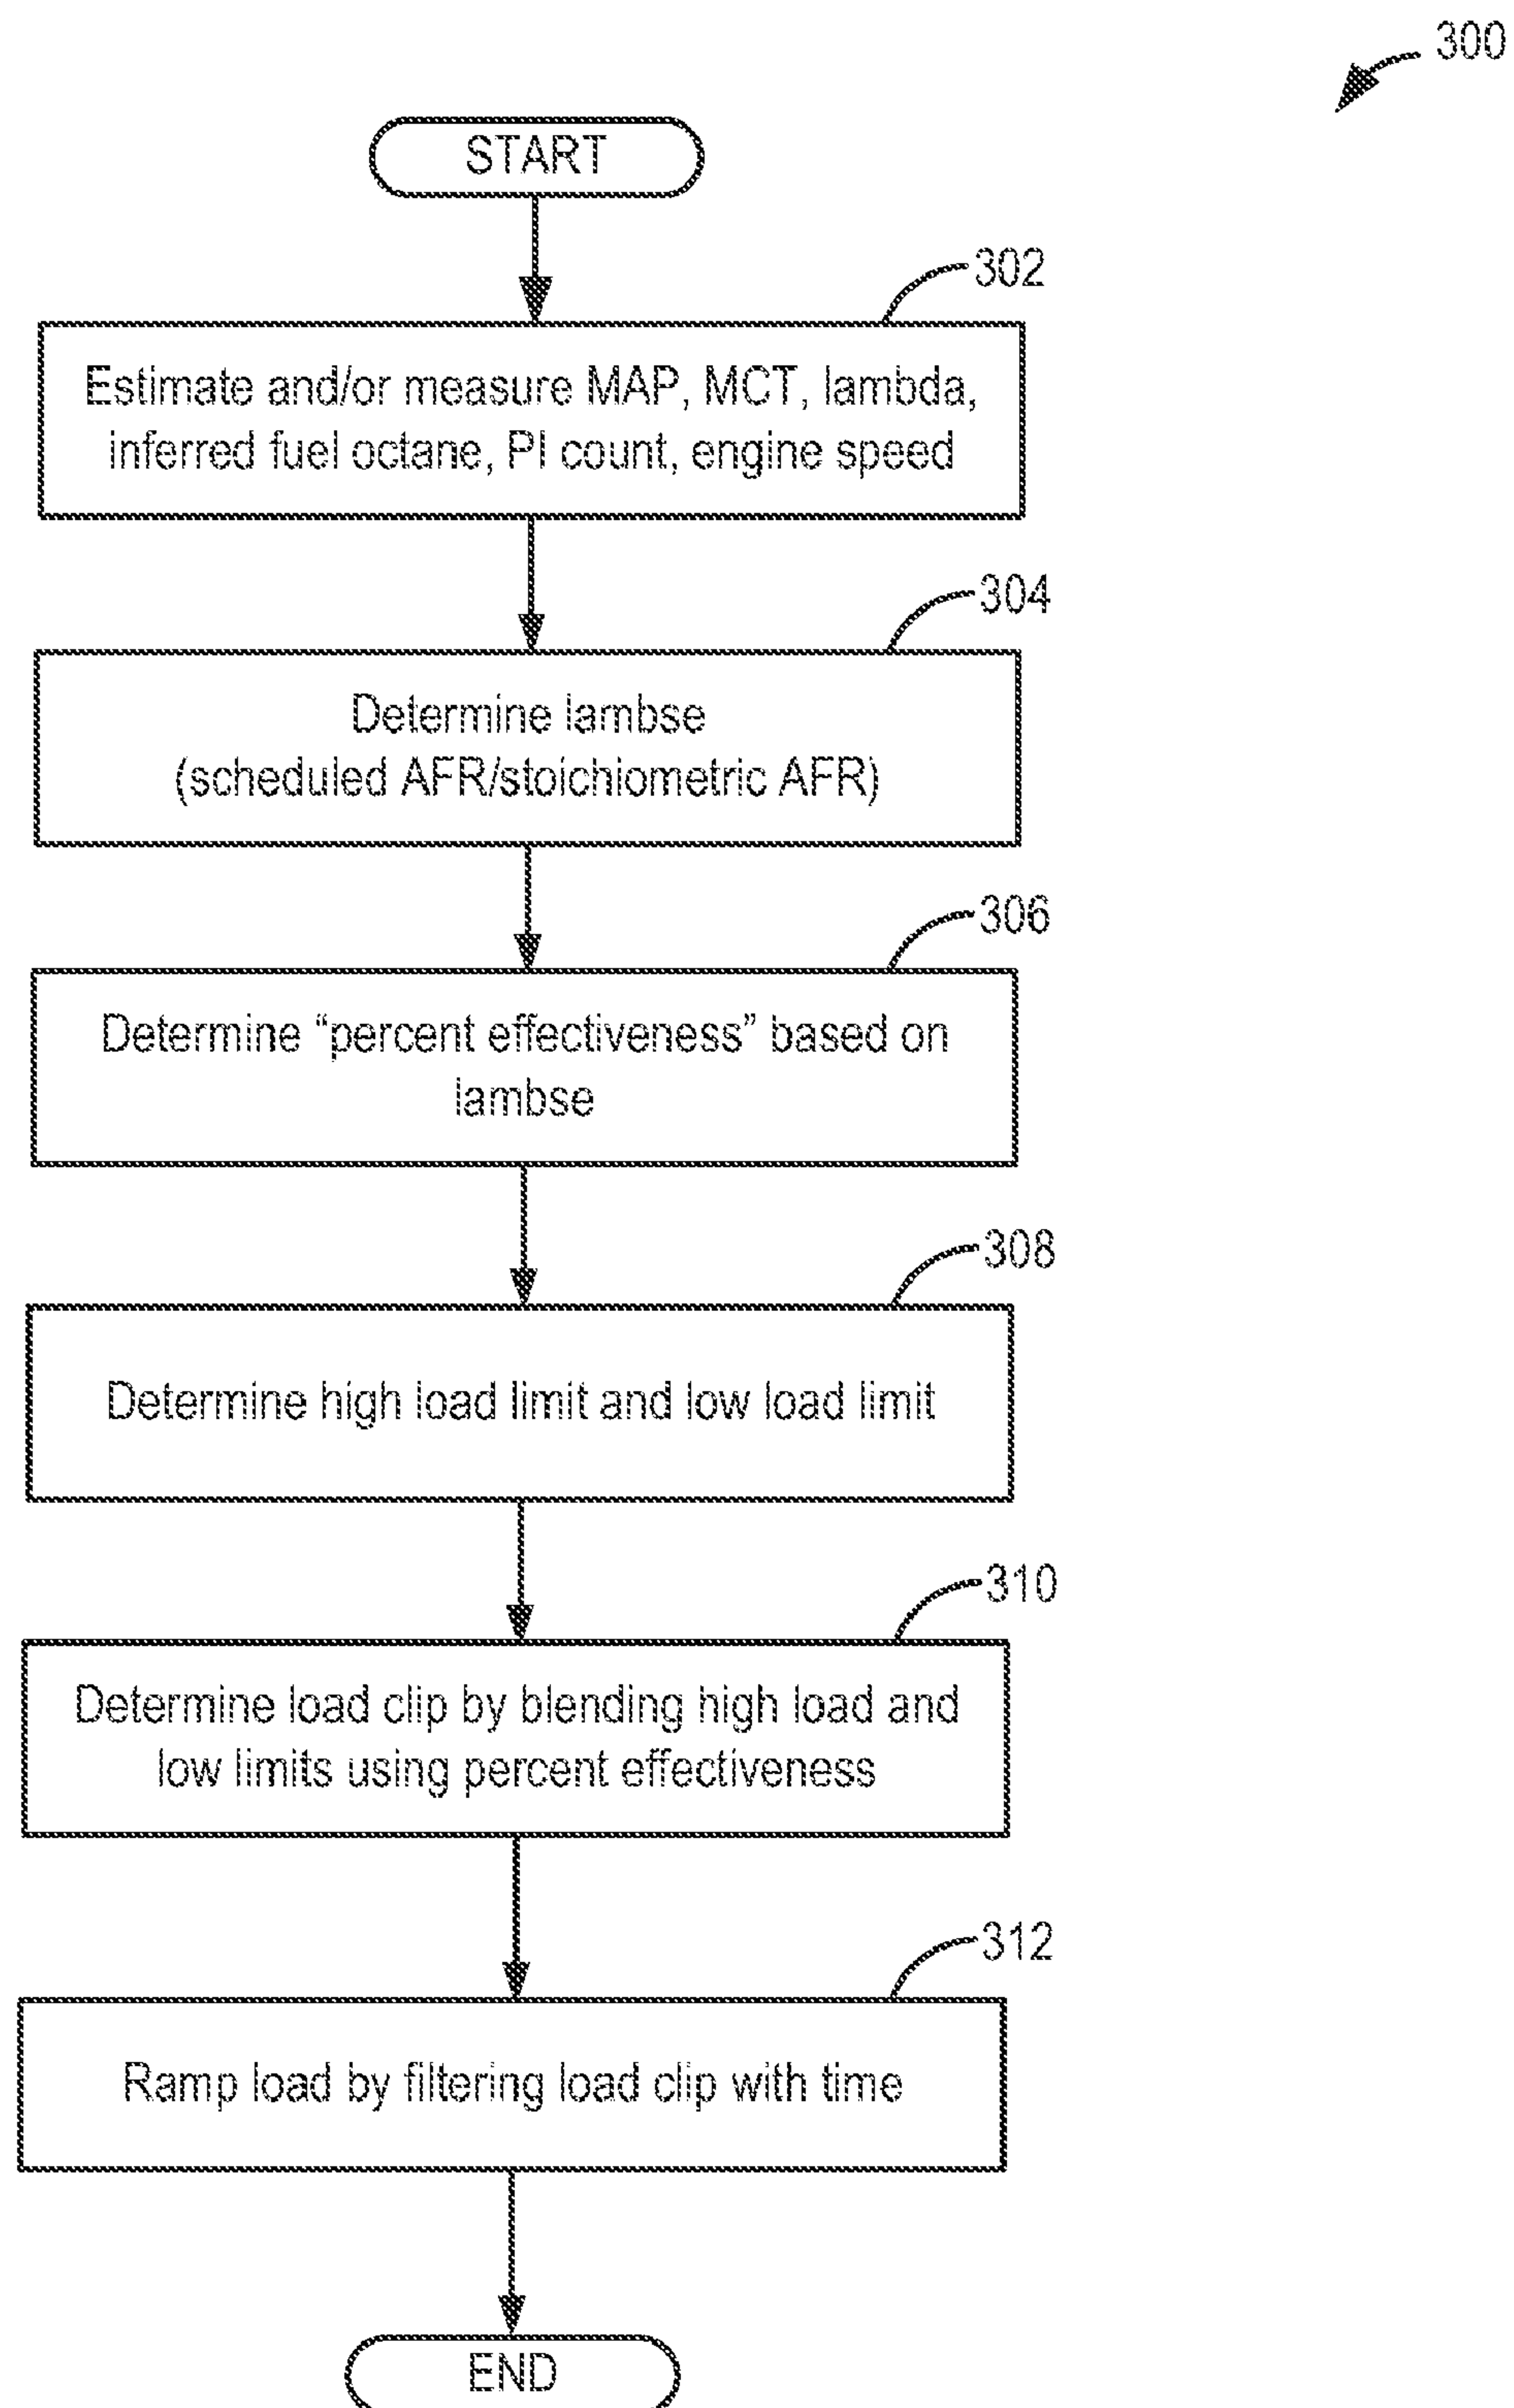 300
START
302
Estimate and/or measure MAP, MCT, lambda,
inferred fuel octane, PI count, engine speed
304
Determine lambse
(scheduled AFR/stoichiometric AFR)
306
Determine “percent effectiveness” based on
lambse
308
Determine high load limit and low load limit
310
Determine load clip by blending high load and
low limits using percent effectiveness
312
Ramp load by filtering load clip with time
END